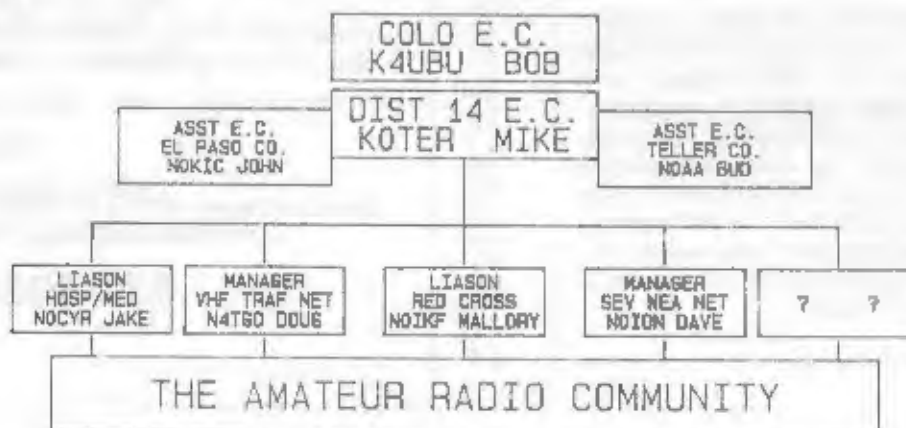 COLO E.C.
K4UBU BOB
DIST 14 E.C.
KOTER MIKE
ASST E.C.
EL PASO CO.
NOKIC JOHN
ASST E.C.
TELLER CO.
NOAA BUD
LIASON
HOSP/MED
NOCYR JAKE
MANAGER
VHF TRAF NET
N4TGO DOUG
LIASON
RED CROSS
NOIKF MALLORY
MANAGER
SEV WEA NET
NOION DAVE
? ?
THE AMATEUR RADIO COMMUNITY